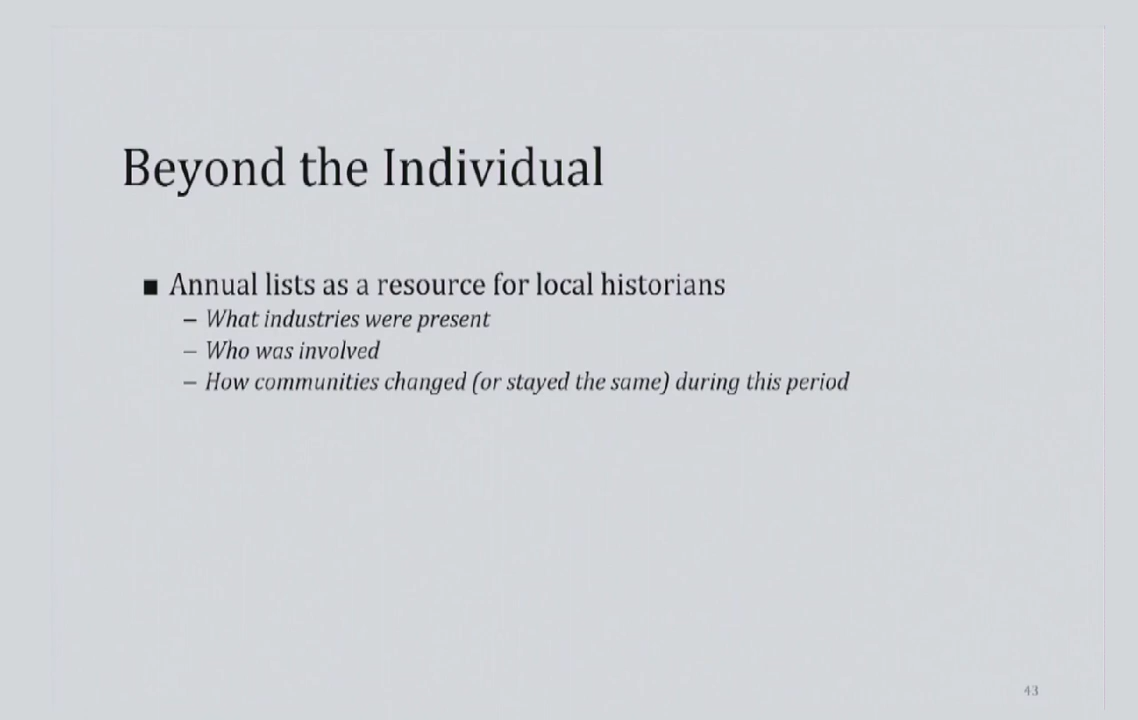 Beyond the Individual
■ Annual lists as a resource for local historians
– What industries were present
– Who was involved
– How communities changed (or stayed the same) during this period
43